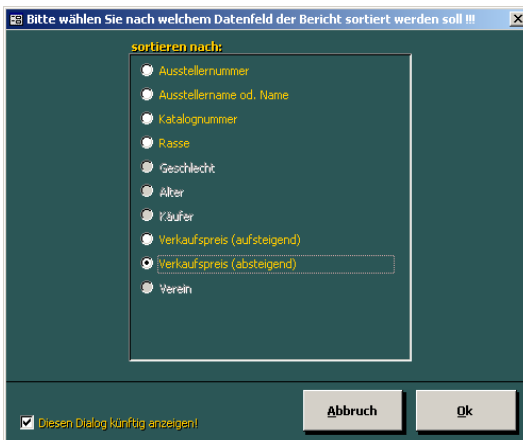 Bitte wählen Sie nach welchem Datenfeld der Bericht sortiert werden soll !!!
sortieren nach:
Ausstellernummer
Ausstellername od. Name
Katalognummer
Rasse
Geschlecht
Alter
Käufer
Verkaufspreis (aufsteigend)
Verkaufspreis (absteigend)
Verein
Abbruch
Ok
Diesen Dialog künftig anzeigen!